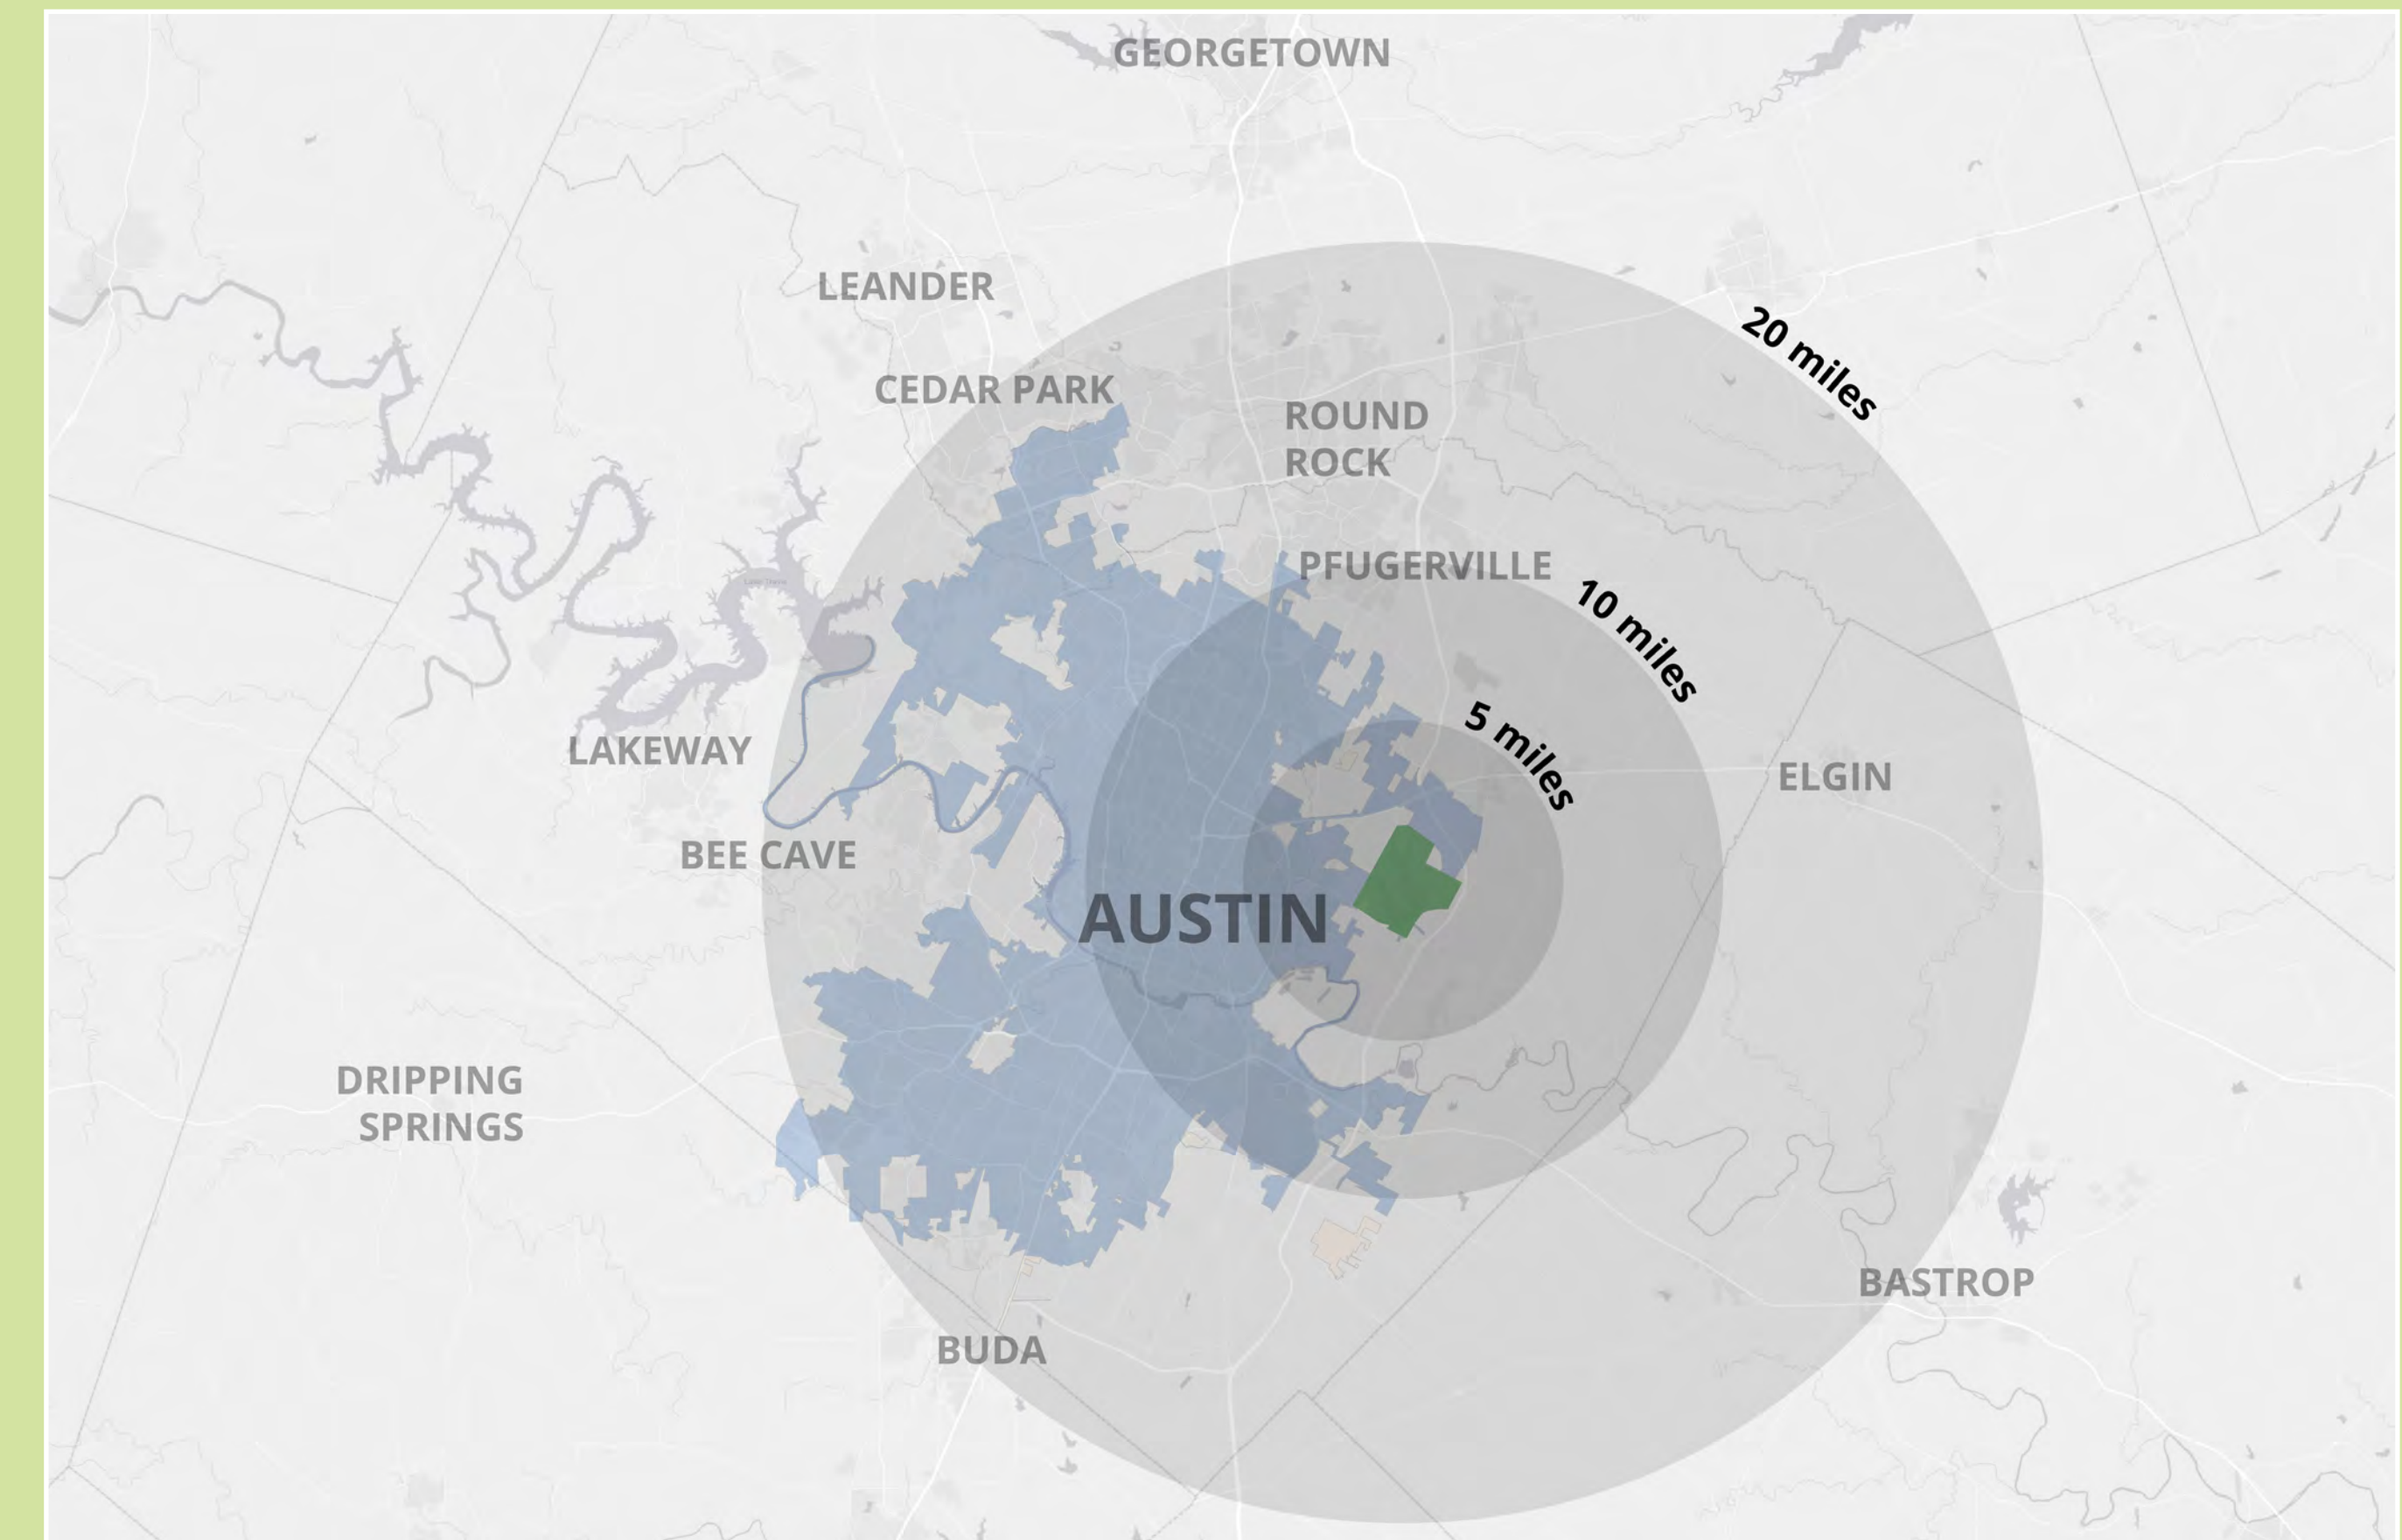 GEORGETOWN
LEANDER
20 miles
CEDAR PARK
ROUND
ROCK
PFUGERVILLE
10 miles
5 miles
LAKEWAY
ELGIN
BEE CAVE
AUSTIN
DRIPPING
SPRINGS
BASTROP
BUDA